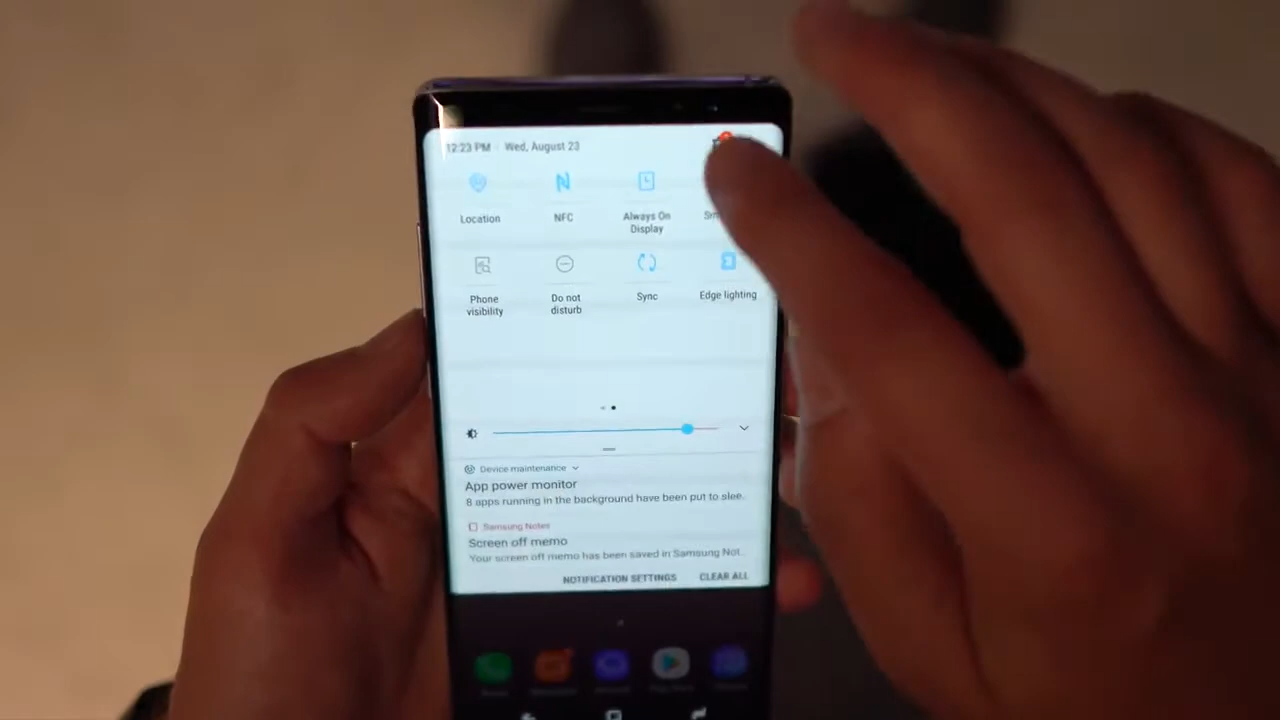 12:23 PM Wed, August 23
Location NFC Always On
Display
Phone
visibility
Do not
disturb
Sync Edge lighting
Device maintenance
App power monitor
8 apps running in the background have been put to slee.
Samsung Notes
Screen off memo
Your screen off memo has been saved in Samsung Not..
NOTIFICATION SETTINGS CLEAR ALL